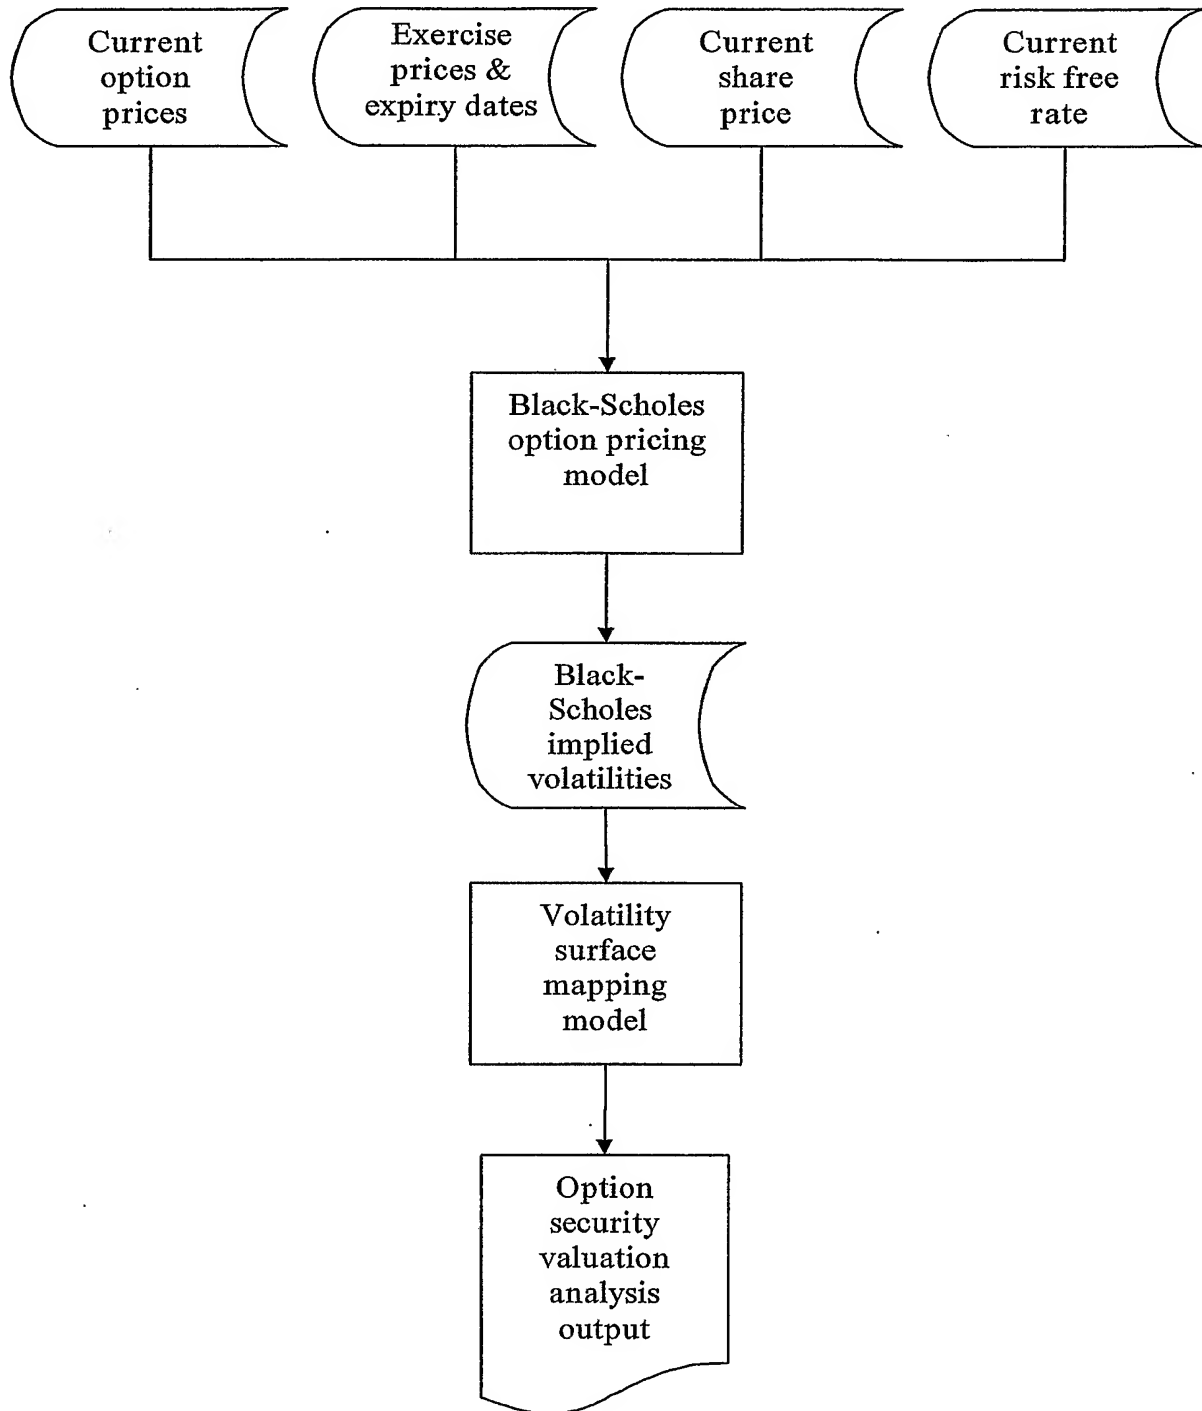 Current
option
prices
Exercise
prices &
expiry dates
Current
share
price
Current
risk free
rate
Black-Scholes
option pricing
model
Black-
Scholes
implied
volatilities
Volatility
surface
mapping
model
Option
security
valuation
analysis
output